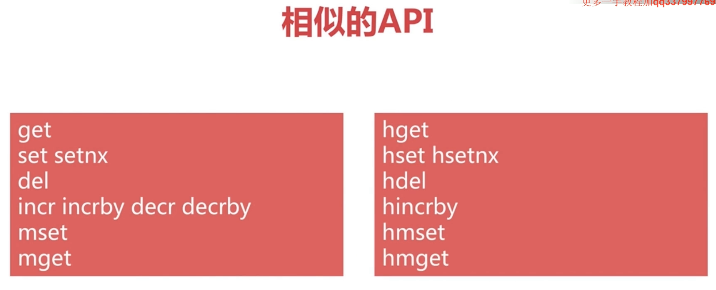 相似的API
get
set setnx
del
incr incrby decr decrby
mset
mget
hget
hset hsetnx
hdel
hincrby
hmset
hmget